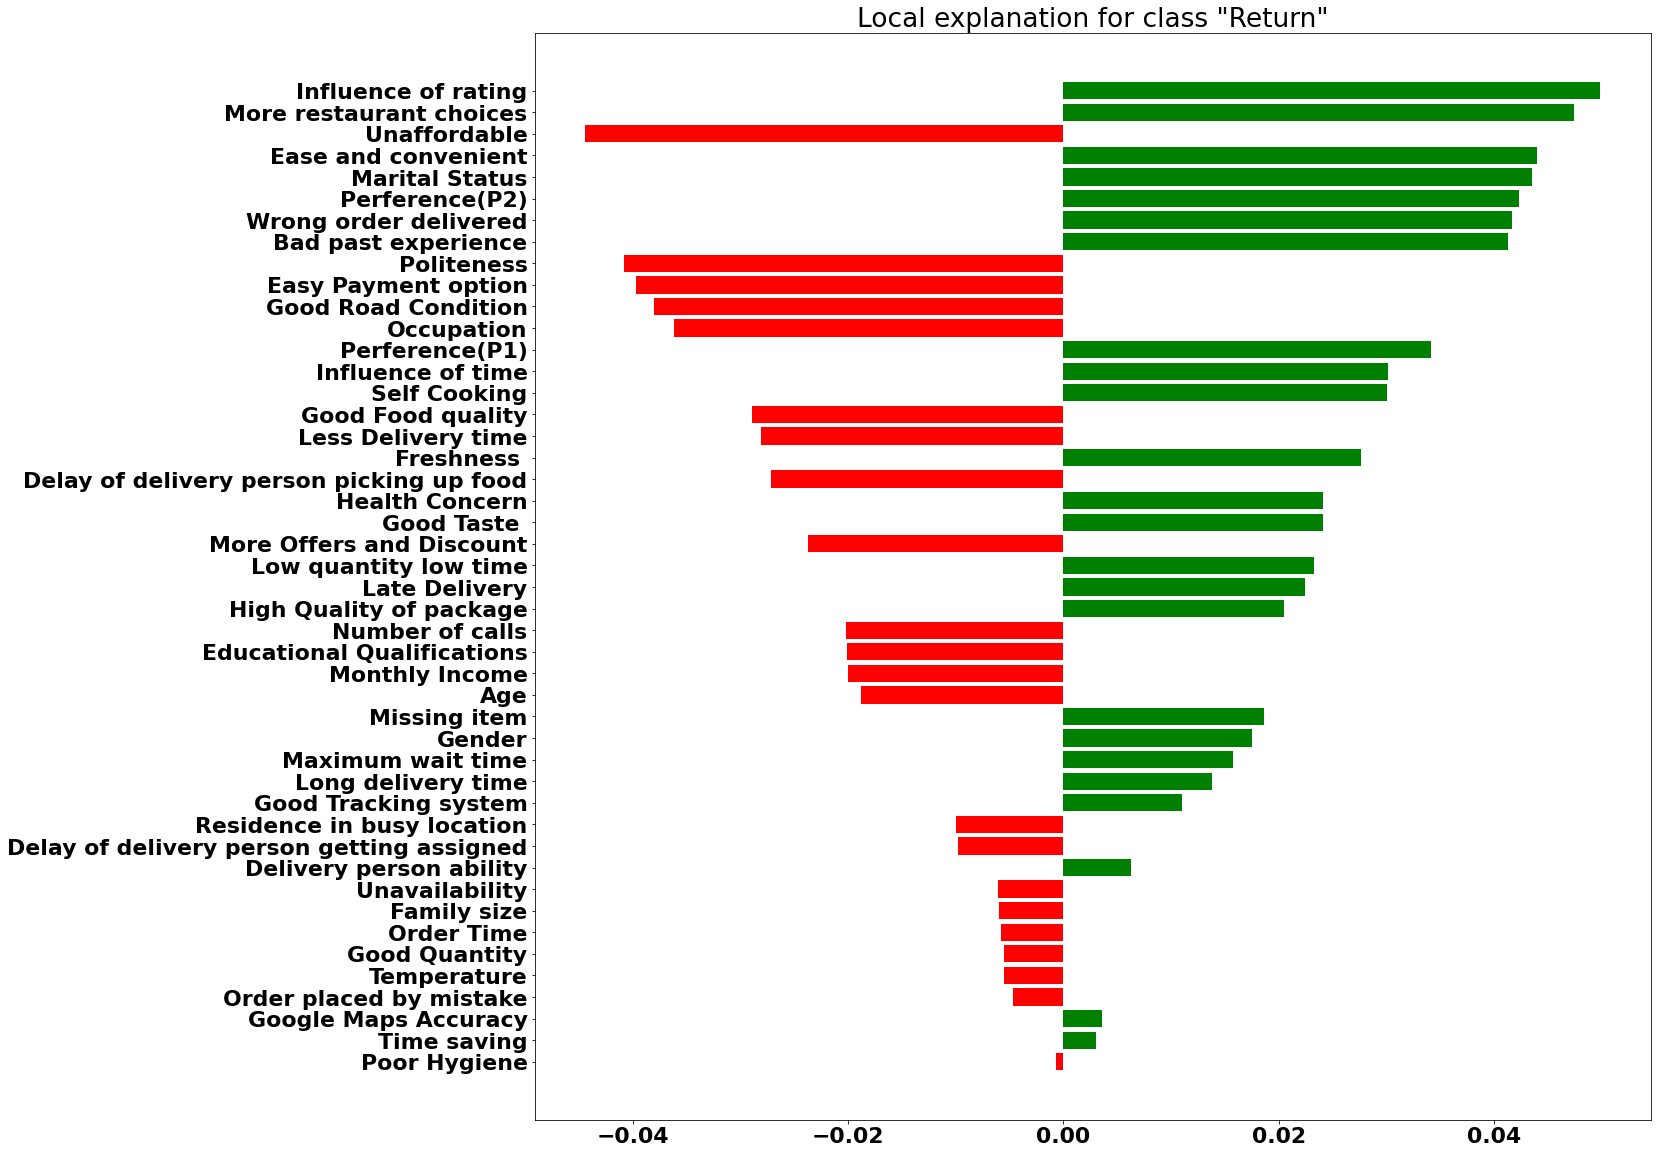 Local explanation for class "Return"
Influence of rating
More restaurant choices
Unaffordable
Ease and convenient
Marital Status
Perference(P2)
Wrong order delivered
Bad past experience
Politeness
Easy Payment option
Good Road Condition
Occupation
Perference(P1)
Influence of time
Self Cooking
Good Food quality
Less Delivery time
Freshness
Delay of delivery person picking up food
Health Concern
Good Taste
More Offers and Discount
Low quantity low time
Late Delivery
High Quality of package
Number of calls
Educational Qualifications
Monthly Income
Age
Missing item
Gender
Maximum wait time
Long delivery time
Good Tracking system
Residence in busy location
Delay of delivery person getting assigned
Delivery person ability
Unavailability
Family size
Order Time
Good Quantity
Temperature
Order placed by mistake
Google Maps Accuracy
Time saving
Poor Hygiene
−0.04 −0.02 0.00 0.02 0.04